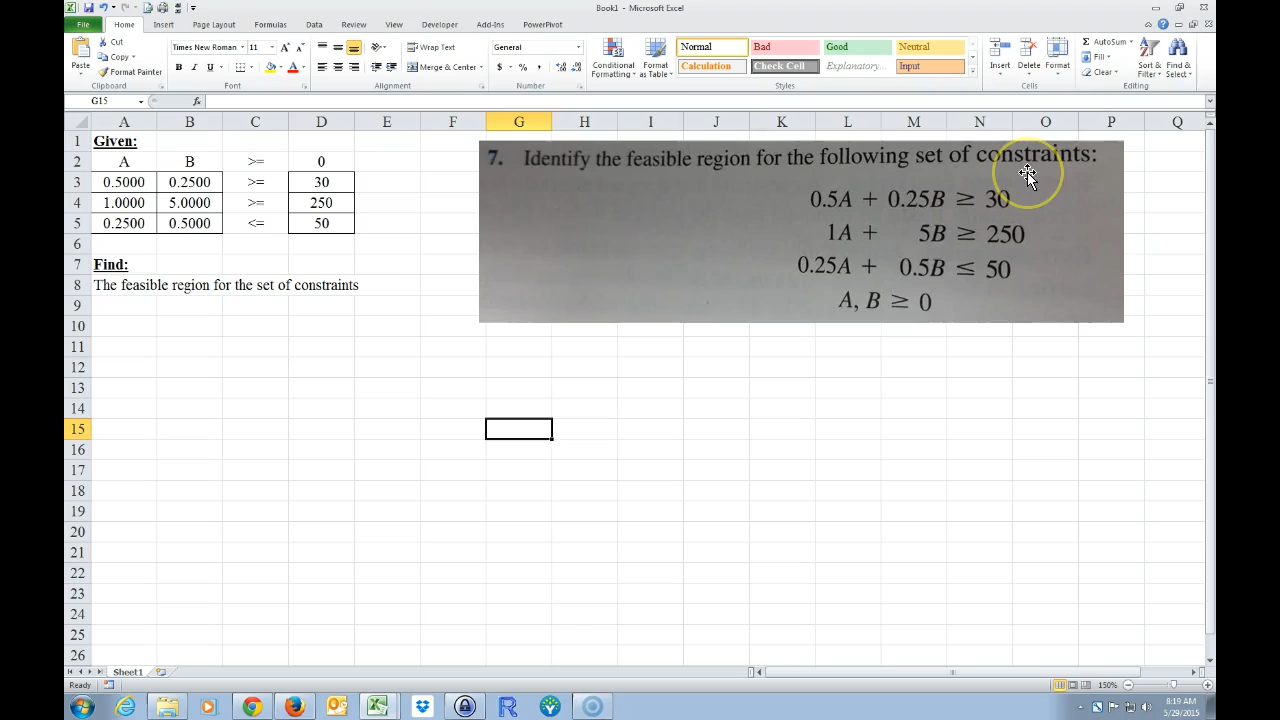 Book1 - Microsoft Excel
File Home Insert Page Layout Formulas Data Review View Developer Add-Ins PowerPivot
Paste
Cut
Copy
Format Painter
Clipboard
Times New Roman 11
B I U
Font
Wrap Text
Merge & Center
Alignment
General
$ % ,
Number
Conditional Formatting
Format as Table
Normal Bad Good Neutral
Calculation Check Cell Explanatory... Input
Styles
Insert Delete Format
Cells
AutoSum
Fill
Clear
Sort & Filter
Find & Select
Editing
G15 fx
A B C D E F G H I J K L M N O P Q
1 Given:
2 A B >= 0
3 0.5000 0.2500 >= 30
4 1.0000 5.0000 >= 250
5 0.2500 0.5000 <= 50
6
7 Find:
8 The feasible region for the set of constraints
9
10
11
12
13
14
15
16
17
18
19
20
21
22
23
24
25
26
7. Identify the feasible region for the following set of constraints:
0.5A + 0.25B ≥ 30
1A + 5B ≥ 250
0.25A + 0.5B ≤ 50
A, B ≥ 0
Sheet1
Ready
150%
8:19 AM
5/29/2015